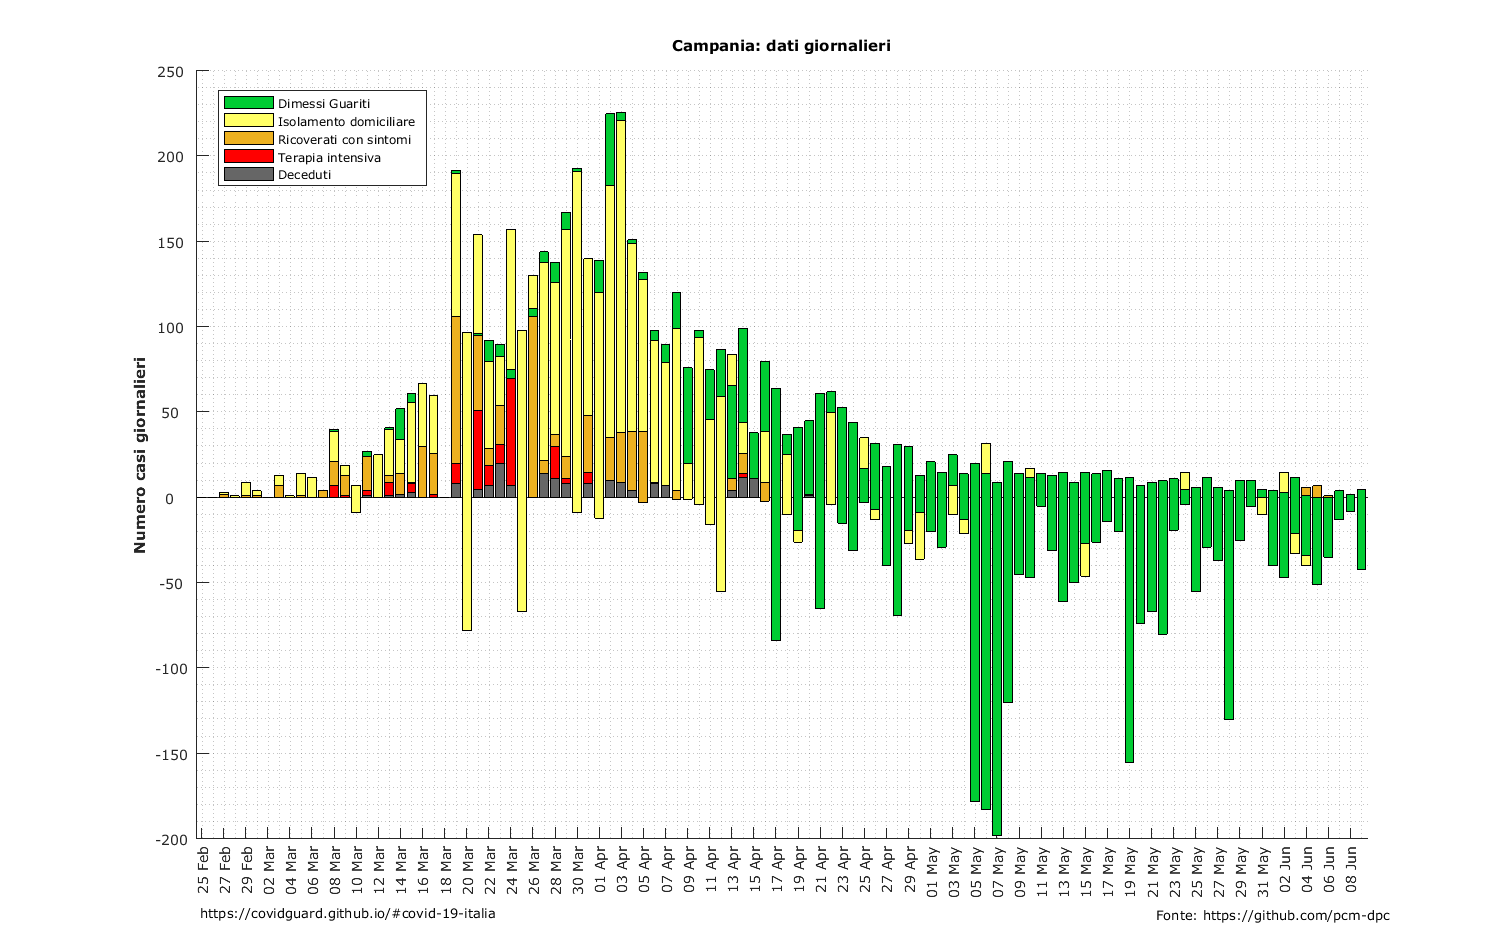 Campania: dati giornalieri
250
200
150
100
50
0
-50
-100
-150
-200
Numero casi giornalieri
Dimessi Guariti
Isolamento domiciliare
Ricoverati con sintomi
Terapia intensiva
Deceduti
25 Feb
27 Feb
29 Feb
02 Mar
04 Mar
06 Mar
08 Mar
10 Mar
12 Mar
14 Mar
16 Mar
18 Mar
20 Mar
22 Mar
24 Mar
26 Mar
28 Mar
30 Mar
01 Apr
03 Apr
05 Apr
07 Apr
09 Apr
11 Apr
13 Apr
15 Apr
17 Apr
19 Apr
21 Apr
23 Apr
25 Apr
27 Apr
29 Apr
01 May
03 May
05 May
07 May
09 May
11 May
13 May
15 May
17 May
19 May
21 May
23 May
25 May
27 May
29 May
31 May
02 Jun
04 Jun
06 Jun
08 Jun
https://covidguard.github.io/#covid-19-italia
Fonte: https://github.com/pcm-dpc